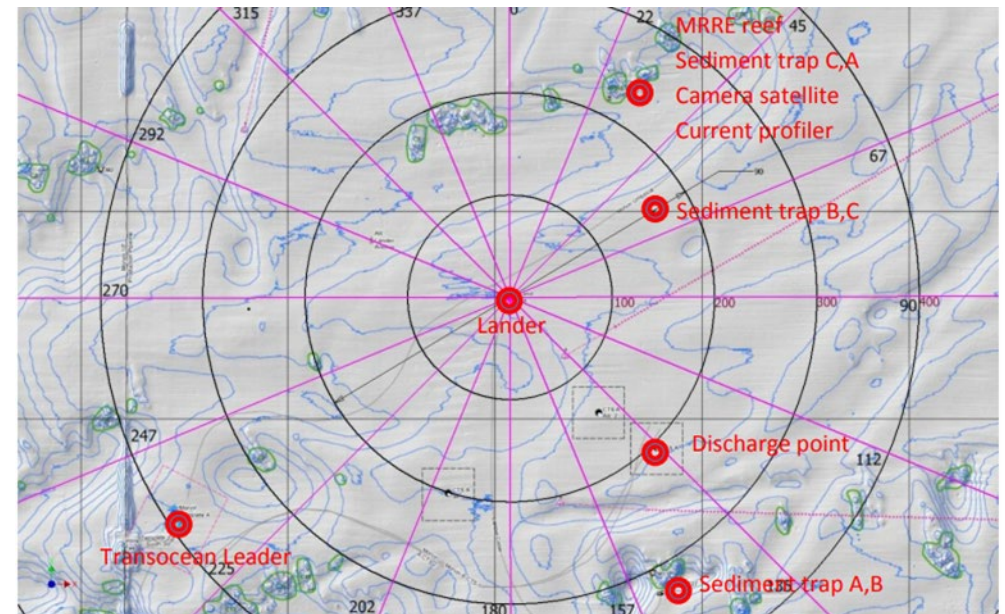 315
337
0
22
MRRE reef
45
Sediment trap C,A
Camera satellite
292
Current profiler
67
Sediment trap B,C
270
100
200
300
90
400
Lander
247
Discharge point
112
Transocean Leader
225
Sediment trap A,B
135
202
180
157